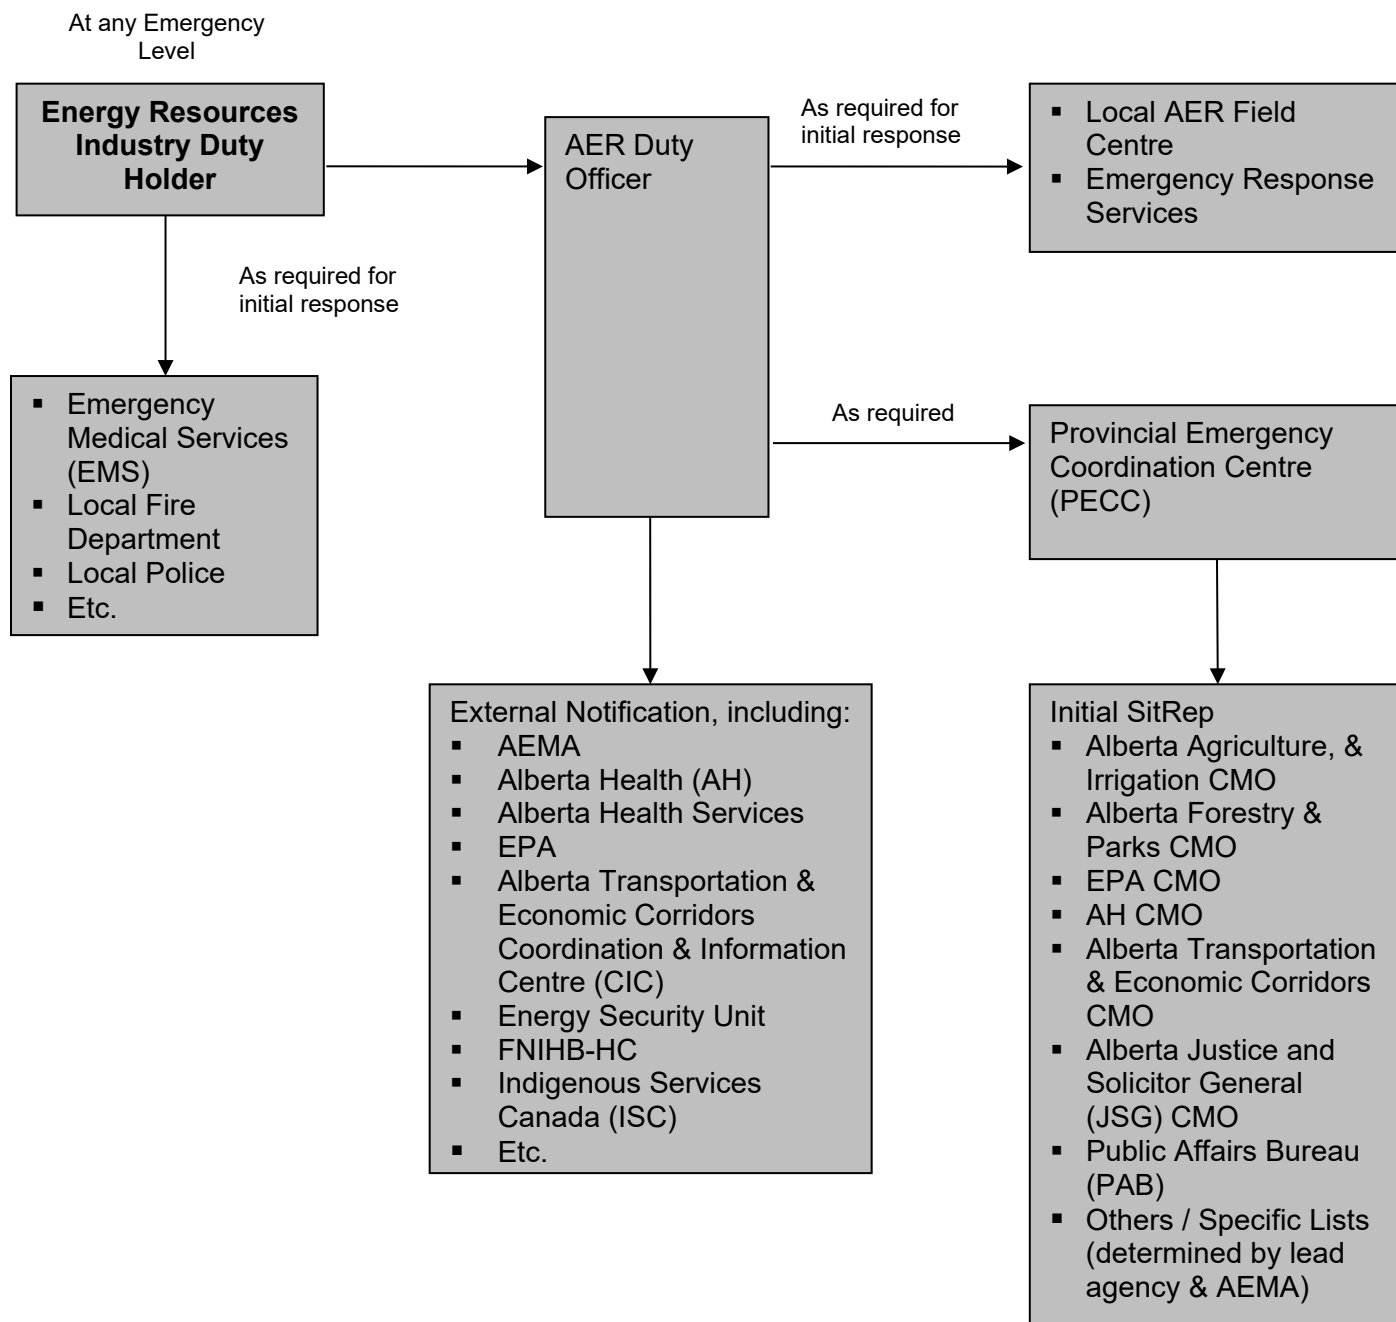 At any Emergency
Level
Energy Resources
Industry Duty
Holder
As required for
initial response
▪ Emergency
Medical Services
(EMS)
▪ Local Fire
Department
▪ Local Police
▪ Etc.
AER Duty
Officer
As required for
initial response
▪ Local AER Field
Centre
▪ Emergency Response
Services
As required
Provincial Emergency
Coordination Centre
(PECC)
External Notification, including:
▪ AEMA
▪ Alberta Health (AH)
▪ Alberta Health Services
▪ EPA
▪ Alberta Transportation &
Economic Corridors
Coordination & Information
Centre (CIC)
▪ Energy Security Unit
▪ FNIHB-HC
▪ Indigenous Services
Canada (ISC)
▪ Etc.
Initial SitRep
▪ Alberta Agriculture, &
Irrigation CMO
▪ Alberta Forestry &
Parks CMO
▪ EPA CMO
▪ AH CMO
▪ Alberta Transportation
& Economic Corridors
CMO
▪ Alberta Justice and
Solicitor General
(JSG) CMO
▪ Public Affairs Bureau
(PAB)
▪ Others / Specific Lists
(determined by lead
agency & AEMA)